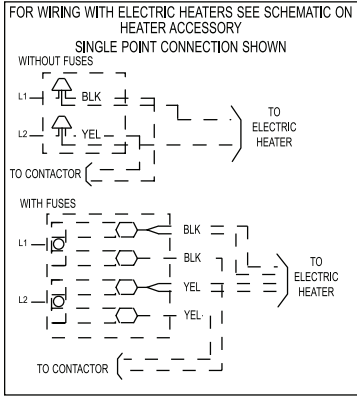 FOR WIRING WITH ELECTRIC HEATERS SEE SCHEMATIC ON
HEATER ACCESSORY
SINGLE POINT CONNECTION SHOWN
WITHOUT FUSES
L1
BLK
L2
YEL
TO
ELECTRIC
HEATER
TO CONTACTOR
WITH FUSES
L1
BLK
BLK
L2
YEL
YEL
TO
ELECTRIC
HEATER
TO CONTACTOR